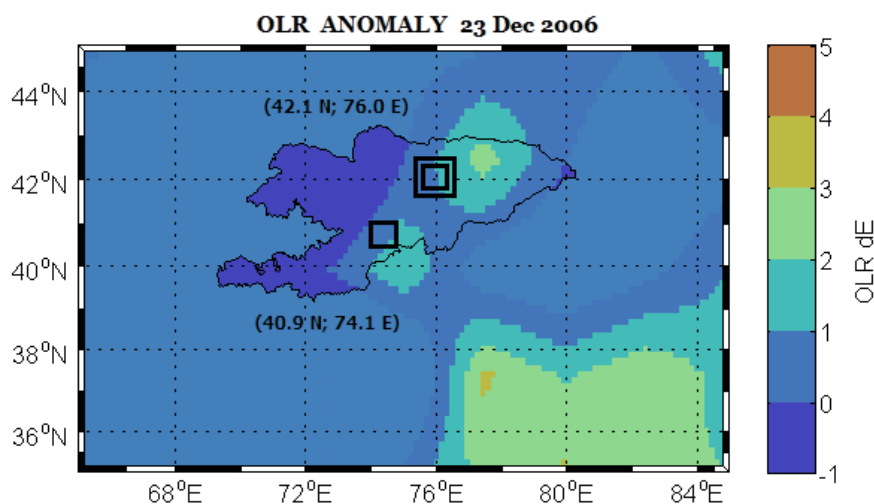 OLR ANOMALY 23 Dec 2006
44°N
42°N
40°N
38°N
36°N
(42.1 N; 76.0 E)
(40.9 N; 74.1 E)
68°E 72°E 76°E 80°E 84°E
5
4
3
2
1
0
-1
OLR dE